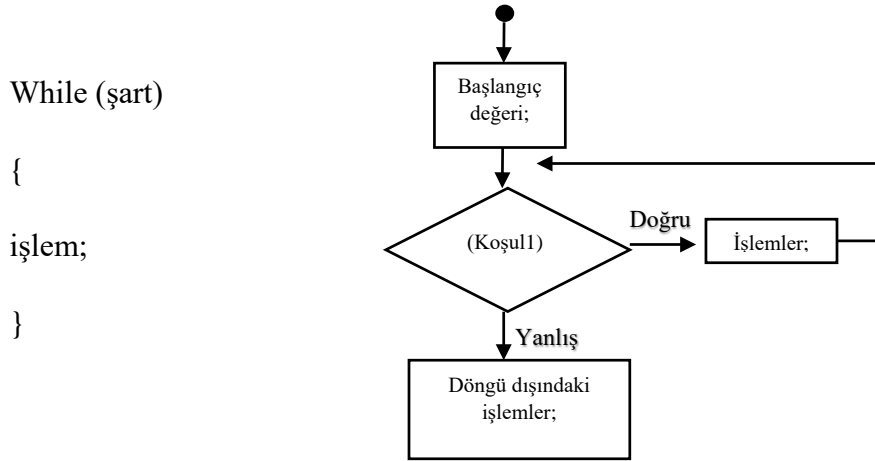 While (şart)
{
işlem;
}
Başlangıç
değeri;
(Koşul1)
Doğru
İşlemler;
Yanlış
Döngü dışındaki
işlemler;